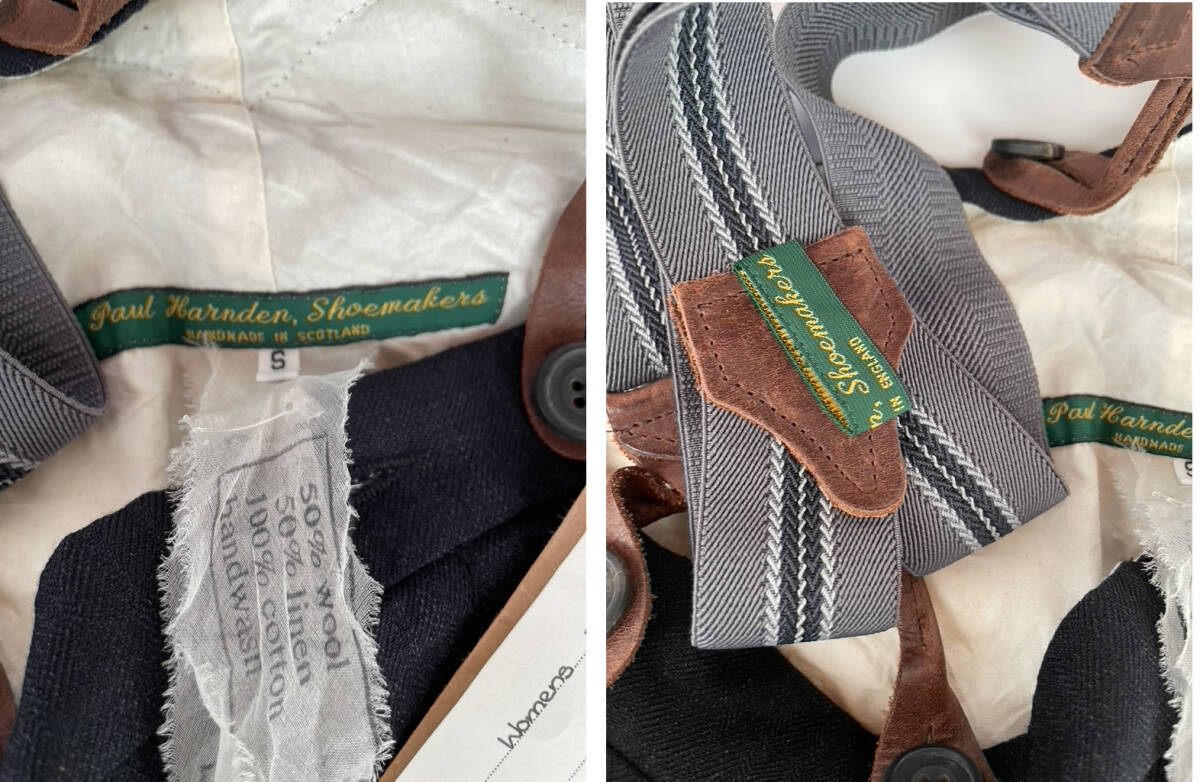 Paul Harnden, Shoemakers
HANDMADE IN SCOTLAND
S
50% wool
50% linen
100% cotton
handwash
Womens
Shoemakers
IN ENGLAND
Paul Harnde
HANDMADE
S